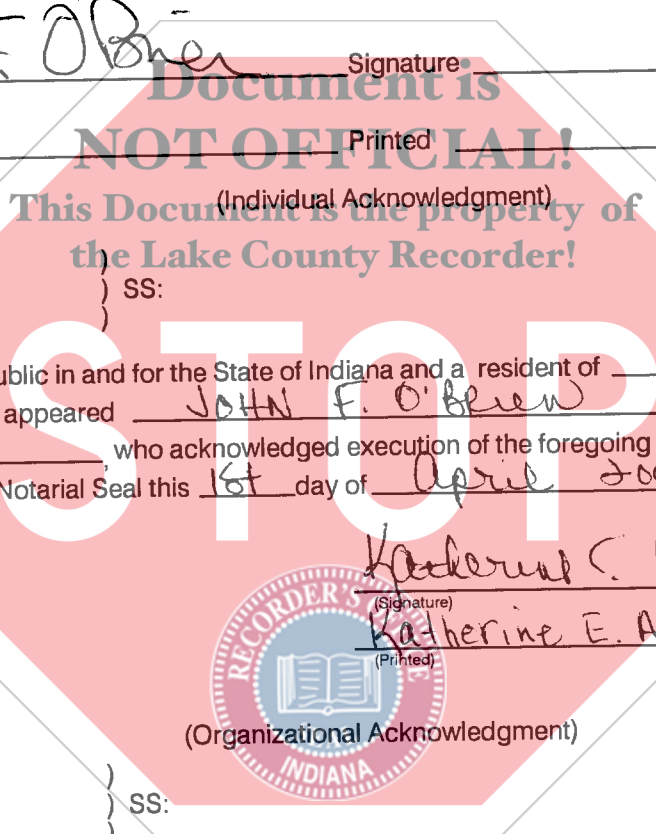 F. O'Brien Signature
Document is
NOT OFFICIAL!
Printed
This Document is the property of
(Individual Acknowledgment)
the Lake County Recorder!
)
) SS:
)
STOP
ublic in and for the State of Indiana and a resident of
appeared JOHN F. O'BRIEN
, who acknowledged execution of the foregoing
Notarial Seal this 1st day of April 200
Katherine E.
(Signature)
Katherine E. A
(Printed)
RECORDER'S OFFICE
INDIANA
(Organizational Acknowledgment)
)
) SS:
)